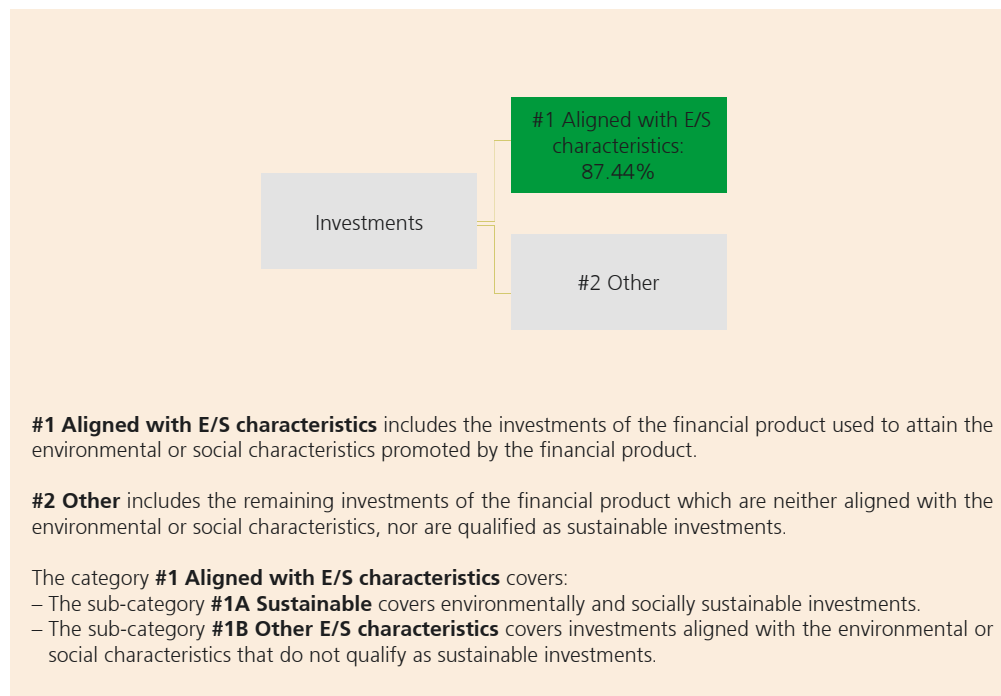 #1 Aligned with E/S
characteristics:
87.44%
Investments
#2 Other
#1 Aligned with E/S characteristics includes the investments of the financial product used to attain the
environmental or social characteristics promoted by the financial product.
#2 Other includes the remaining investments of the financial product which are neither aligned with the
environmental or social characteristics, nor are qualified as sustainable investments.
The category #1 Aligned with E/S characteristics covers:
– The sub-category #1A Sustainable covers environmentally and socially sustainable investments.
– The sub-category #1B Other E/S characteristics covers investments aligned with the environmental or
social characteristics that do not qualify as sustainable investments.